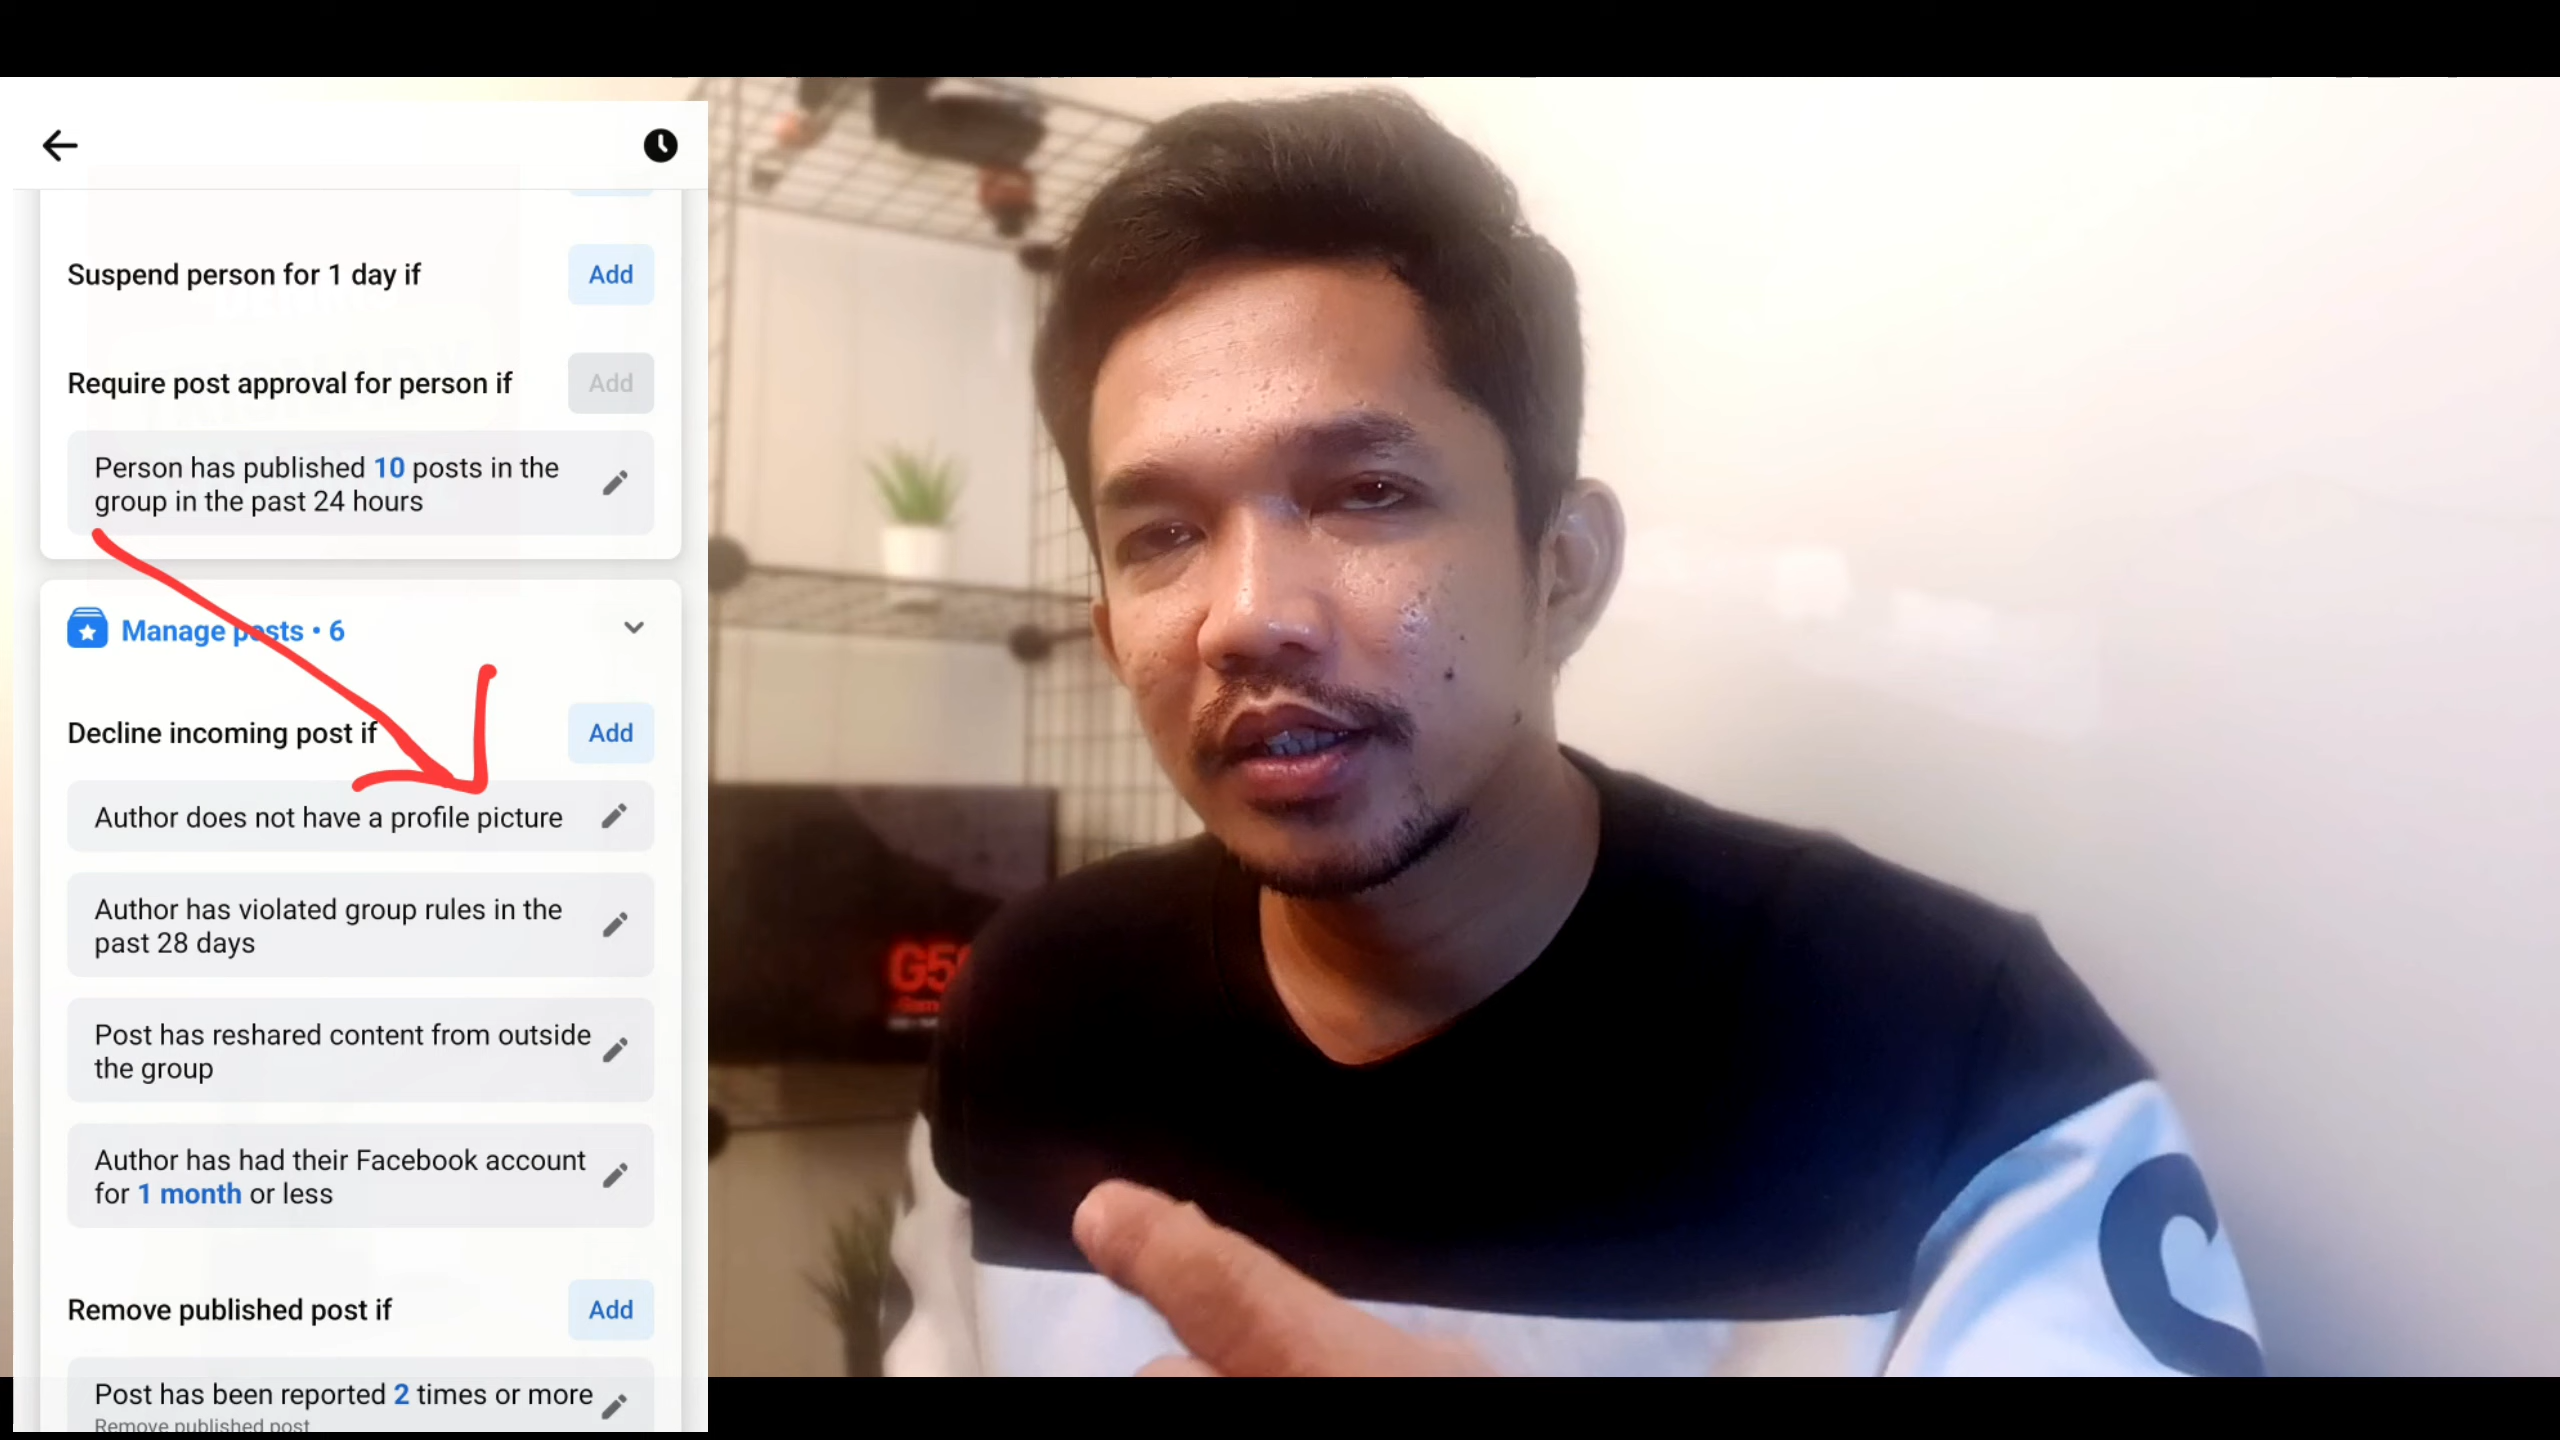 Suspend person for 1 day if
Add
Require post approval for person if
Add
Person has published 10 posts in the
group in the past 24 hours
Manage posts • 6
Decline incoming post if
Add
Author does not have a profile picture
Author has violated group rules in the
past 28 days
Post has reshared content from outside
the group
Author has had their Facebook account
for 1 month or less
Remove published post if
Add
Post has been reported 2 times or more
Remove published post